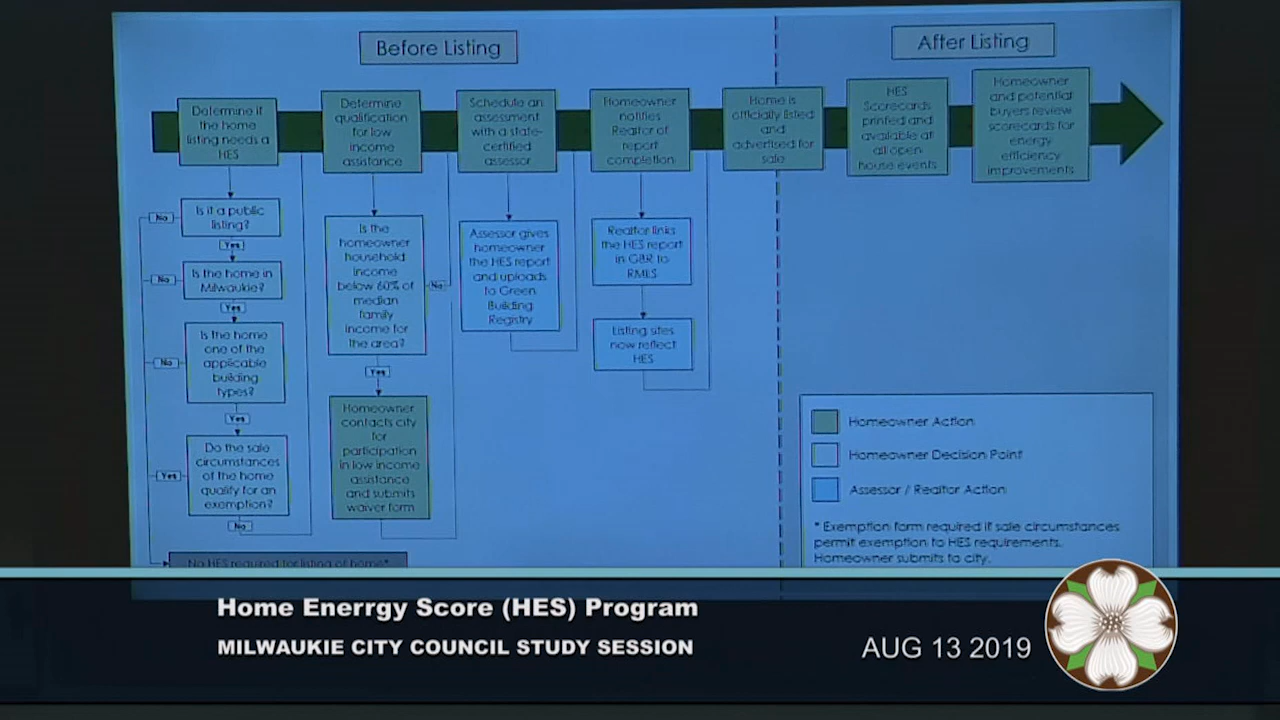 Before Listing
After Listing
Determine if
the home
listing needs a
HES
Determine
qualification
for low
income
assistance
Schedule an
assessment
with a state-
certified
assessor
Homeowner
notifies
Realtor of
report
completion
Home is
officially listed
and
advertised for
sale
HES
Scorecards
printed and
available at
all open
house events
Homeowner
and potential
buyers review
scorecards for
energy
efficiency
improvements
No
Is it a public
listing?
Yes
No
Is the home in
Milwaukie?
Yes
No
Is the home
one of the
applicable
building
types?
Yes
Yes
Do the sale
circumstances
of the home
qualify for an
exemption?
No
No HES required for listing of home*
Is the
homeowner
household
income
below 60% of
median
family
income for
the area?
No
Yes
Homeowner
contacts city
for
participation
in low income
assistance
and submits
waiver form
Assessor gives
homeowner
the HES report
and uploads
to Green
Building
Registry
Realtor links
the HES report
in GBR to
RMLS
Listing sites
now reflect
HES
Homeowner Action
Homeowner Decision Point
Assessor / Realtor Action
* Exemption form required if sale circumstances
permit exemption to HES requirements.
Homeowner submits to city.
Home Enerrgy Score (HES) Program
MILWAUKIE CITY COUNCIL STUDY SESSION
AUG 13 2019